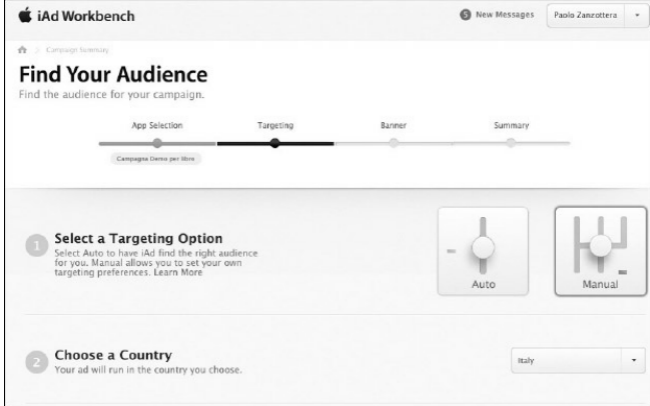 iAd Workbench
5 New Messages
Paolo Zanzottera
Campaign Summary
Find Your Audience
Find the audience for your campaign.
App Selection Targeting Banner Summary
Campagna Demo per libro
1 Select a Targeting Option
Select Auto to have iAd find the right audience
for you. Manual allows you to set your own
targeting preferences. Learn More
Auto Manual
2 Choose a Country
Your ad will run in the country you choose.
Italy